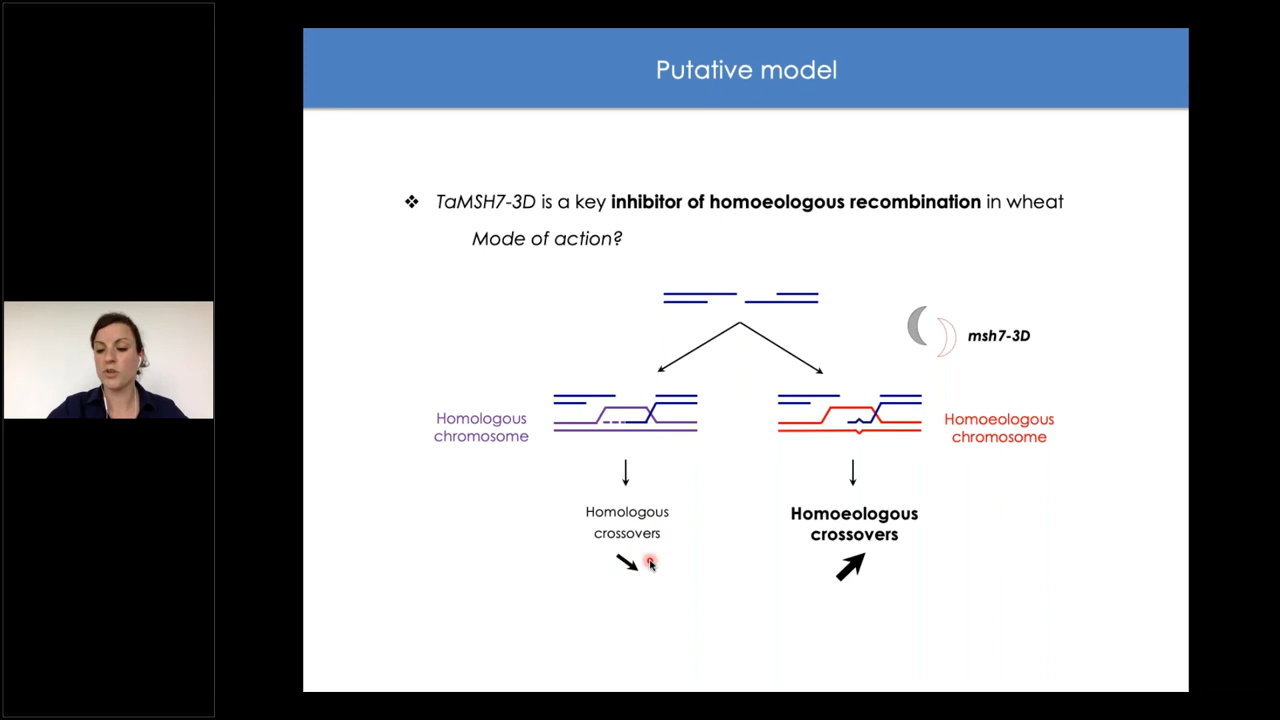 Putative model
❖ TaMSH7-3D is a key inhibitor of homoeologous recombination in wheat
Mode of action?
msh7-3D
Homologous
chromosome
Homoeologous
chromosome
Homologous
crossovers
Homoeologous
crossovers